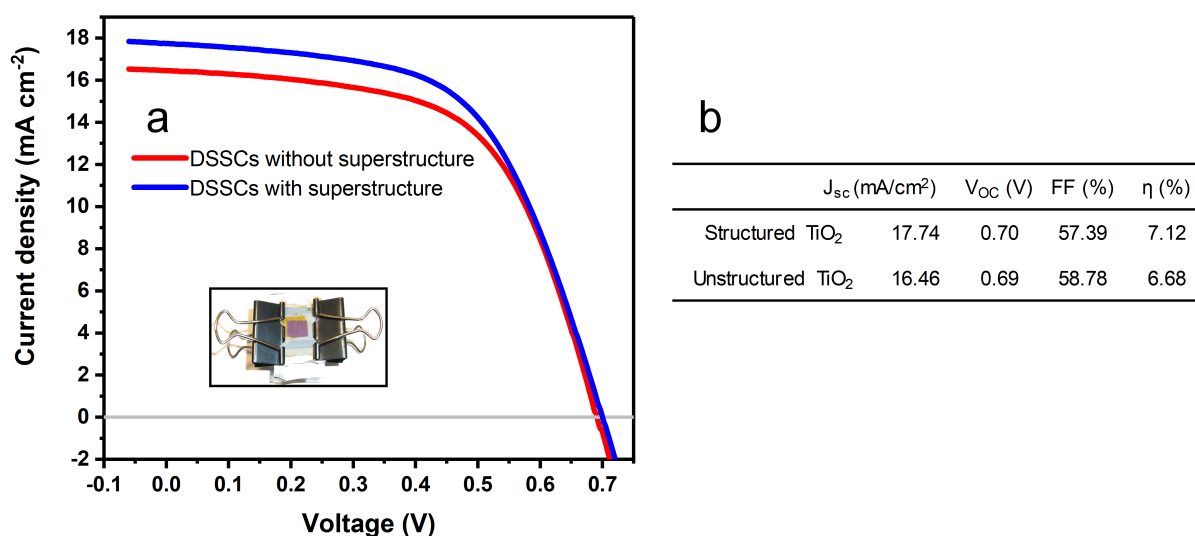 Current density (mA cm⁻²)
18
16
14
12
10
8
6
4
2
0
-2
a
DSSCs without superstructure
DSSCs with superstructure
-0.1 0.0 0.1 0.2 0.3 0.4 0.5 0.6 0.7
Voltage (V)
b
J_sc (mA/cm²) V_OC (V) FF (%) η (%)
Structured TiO₂ 17.74 0.70 57.39 7.12
Unstructured TiO₂ 16.46 0.69 58.78 6.68